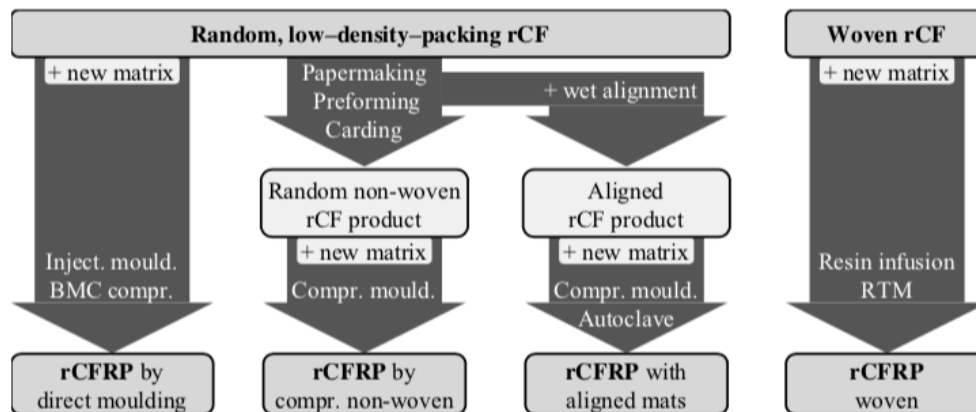 Random, low–density–packing rCF
Woven rCF
+ new matrix
Papermaking
Preforming
Carding
+ wet alignment
+ new matrix
Random non-woven
rCF product
Aligned
rCF product
+ new matrix
+ new matrix
Inject. mould.
BMC compr.
Compr. mould.
Compr. mould.
Autoclave
Resin infusion
RTM
rCFRP by
direct moulding
rCFRP by
compr. non-woven
rCFRP with
aligned mats
rCFRP
woven